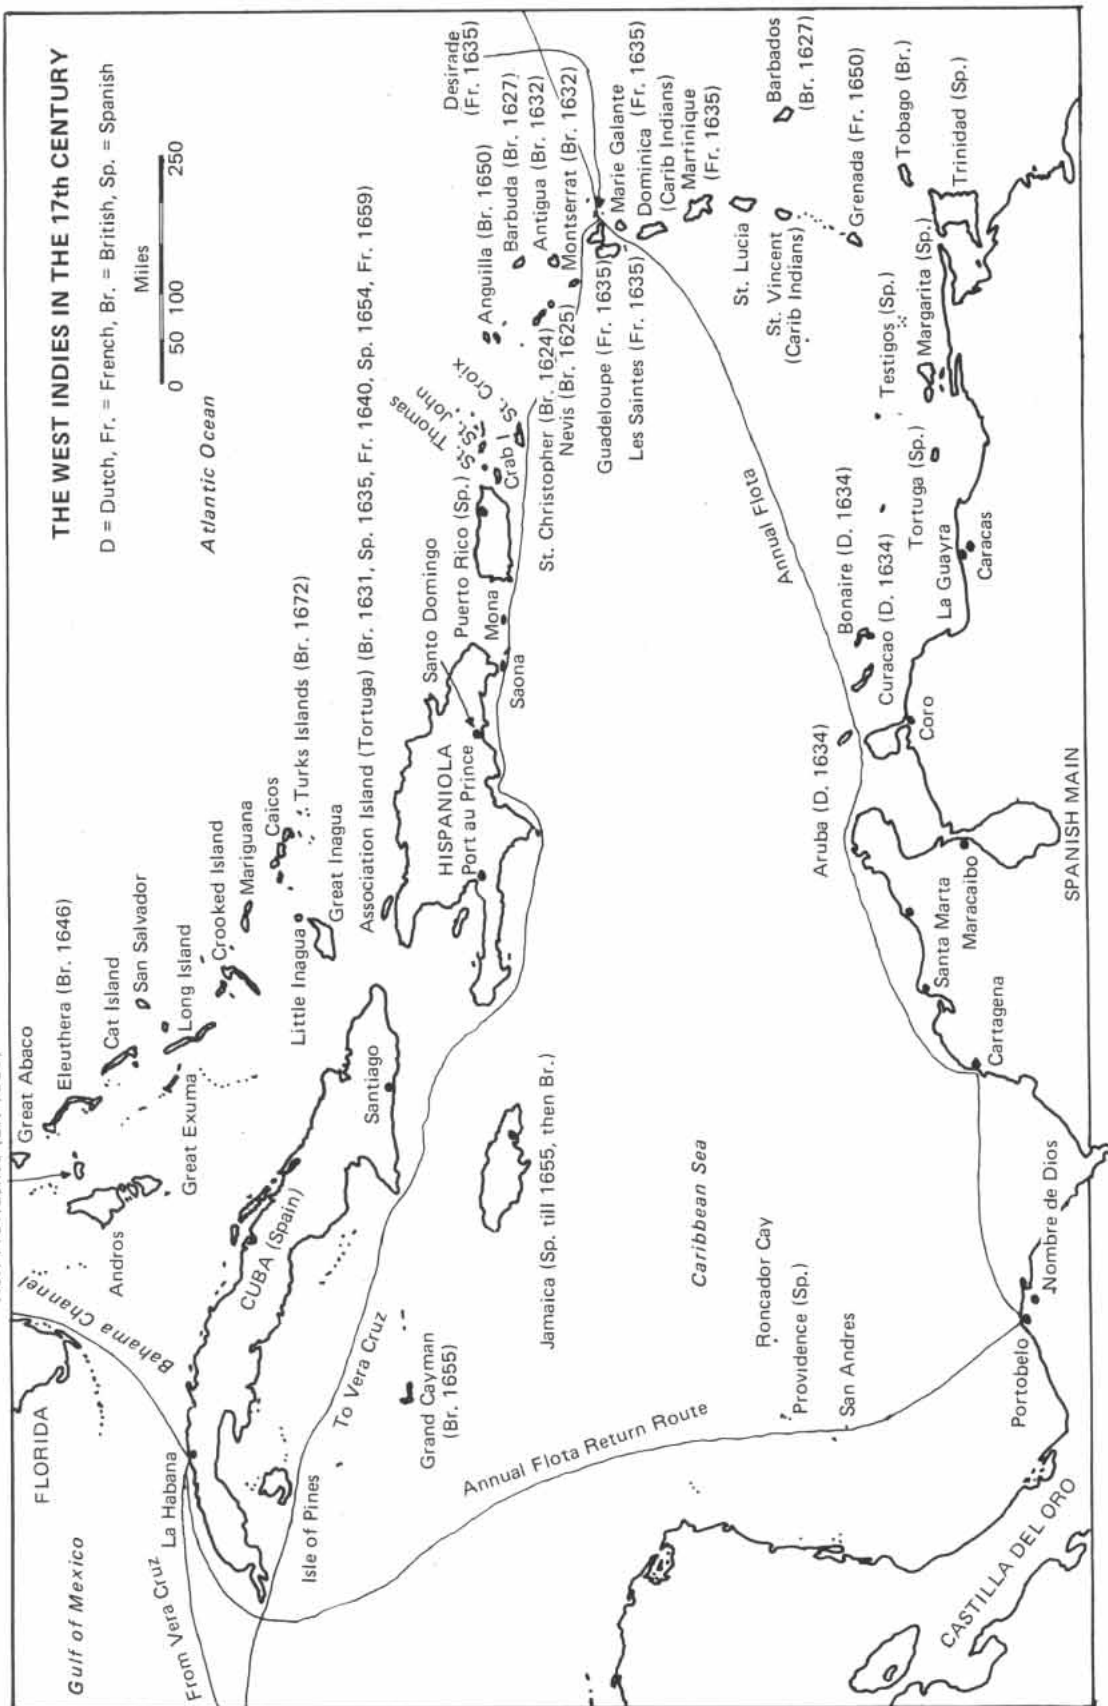 THE WEST INDIES IN THE 17th CENTURY
D = Dutch, Fr. = French, Br. = British, Sp. = Spanish
Miles
0 50 100 250
Atlantic Ocean
Gulf of Mexico
FLORIDA
Bahama Channel
Great Abaco
Eleuthera (Br. 1646)
Cat Island
San Salvador
Long Island
Crooked Island
Mariguana
Caicos
Turks Islands (Br. 1672)
Andros
Great Exuma
Little Inagua
Great Inagua
Association Island (Tortuga) (Br. 1631, Sp. 1635, Fr. 1640, Sp. 1654, Fr. 1659)
From Vera Cruz
La Habana
CUBA (Spain)
Santiago
Isle of Pines
To Vera Cruz
Grand Cayman
(Br. 1655)
Jamaica (Sp. till 1655, then Br.)
HISPANIOLA
Port au Prince
Santo Domingo
Saona
Mona
Puerto Rico (Sp.)
St. Thomas
St. John
Crab I
St. Croix
Anguilla (Br. 1650)
Barbuda (Br. 1627)
Antigua (Br. 1632)
Montserrat (Br. 1632)
Desirade
(Fr. 1635)
St. Christopher (Br. 1624)
Nevis (Br. 1625)
Guadeloupe (Fr. 1635)
Les Saintes (Fr. 1635)
Marie Galante
(Fr. 1635)
Dominica
(Carib Indians)
Martinique
(Fr. 1635)
St. Lucia
St. Vincent
(Carib Indians)
Barbados
(Br. 1627)
Grenada (Fr. 1650)
Tobago (Br.)
Trinidad (Sp.)
Testigos (Sp.)
Margarita (Sp.)
Tortuga (Sp.)
Annual Flota
Caribbean Sea
Annual Flota Return Route
Roncador Cay
Providence (Sp.)
San Andres
Aruba (D. 1634)
Curacao (D. 1634)
Bonaire (D. 1634)
La Guayra
Caracas
Coro
Maracaibo
Santa Marta
Cartagena
SPANISH MAIN
Nombre de Dios
Portobelo
CASTILLA DEL ORO